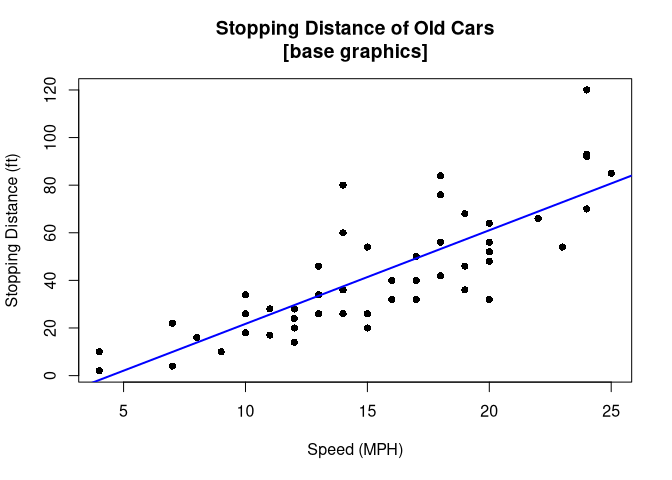 Stopping Distance of Old Cars
[base graphics]
Stopping Distance (ft)
120
100
80
60
40
20
0
5 10 15 20 25
Speed (MPH)